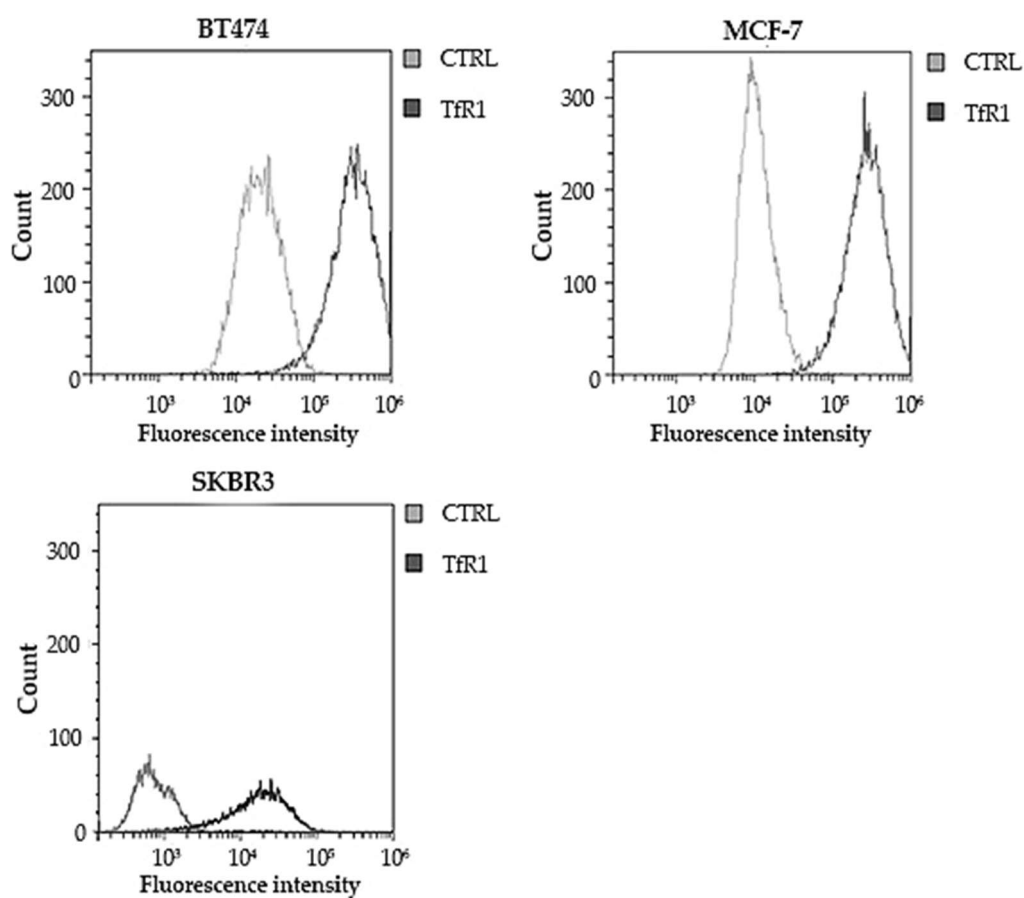 BT474
CTRL
TfR1
Count
300
200
100
0
10³ 10⁴ 10⁵ 10⁶
Fluorescence intensity
MCF-7
CTRL
TfR1
Count
300
200
100
0
10³ 10⁴ 10⁵ 10⁶
Fluorescence intensity
SKBR3
CTRL
TfR1
Count
300
200
100
0
10³ 10⁴ 10⁵ 10⁶
Fluorescence intensity